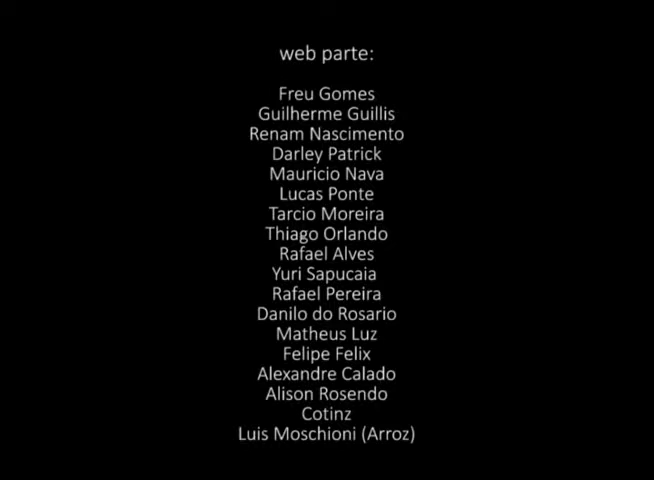 web parte:
Freu Gomes
Guilherme Guillis
Renam Nascimento
Darley Patrick
Mauricio Nava
Lucas Ponte
Tarcio Moreira
Thiago Orlando
Rafael Alves
Yuri Sapucaia
Rafael Pereira
Danilo do Rosario
Matheus Luz
Felipe Felix
Alexandre Calado
Alison Rosendo
Cotinz
Luis Moschioni (Arroz)